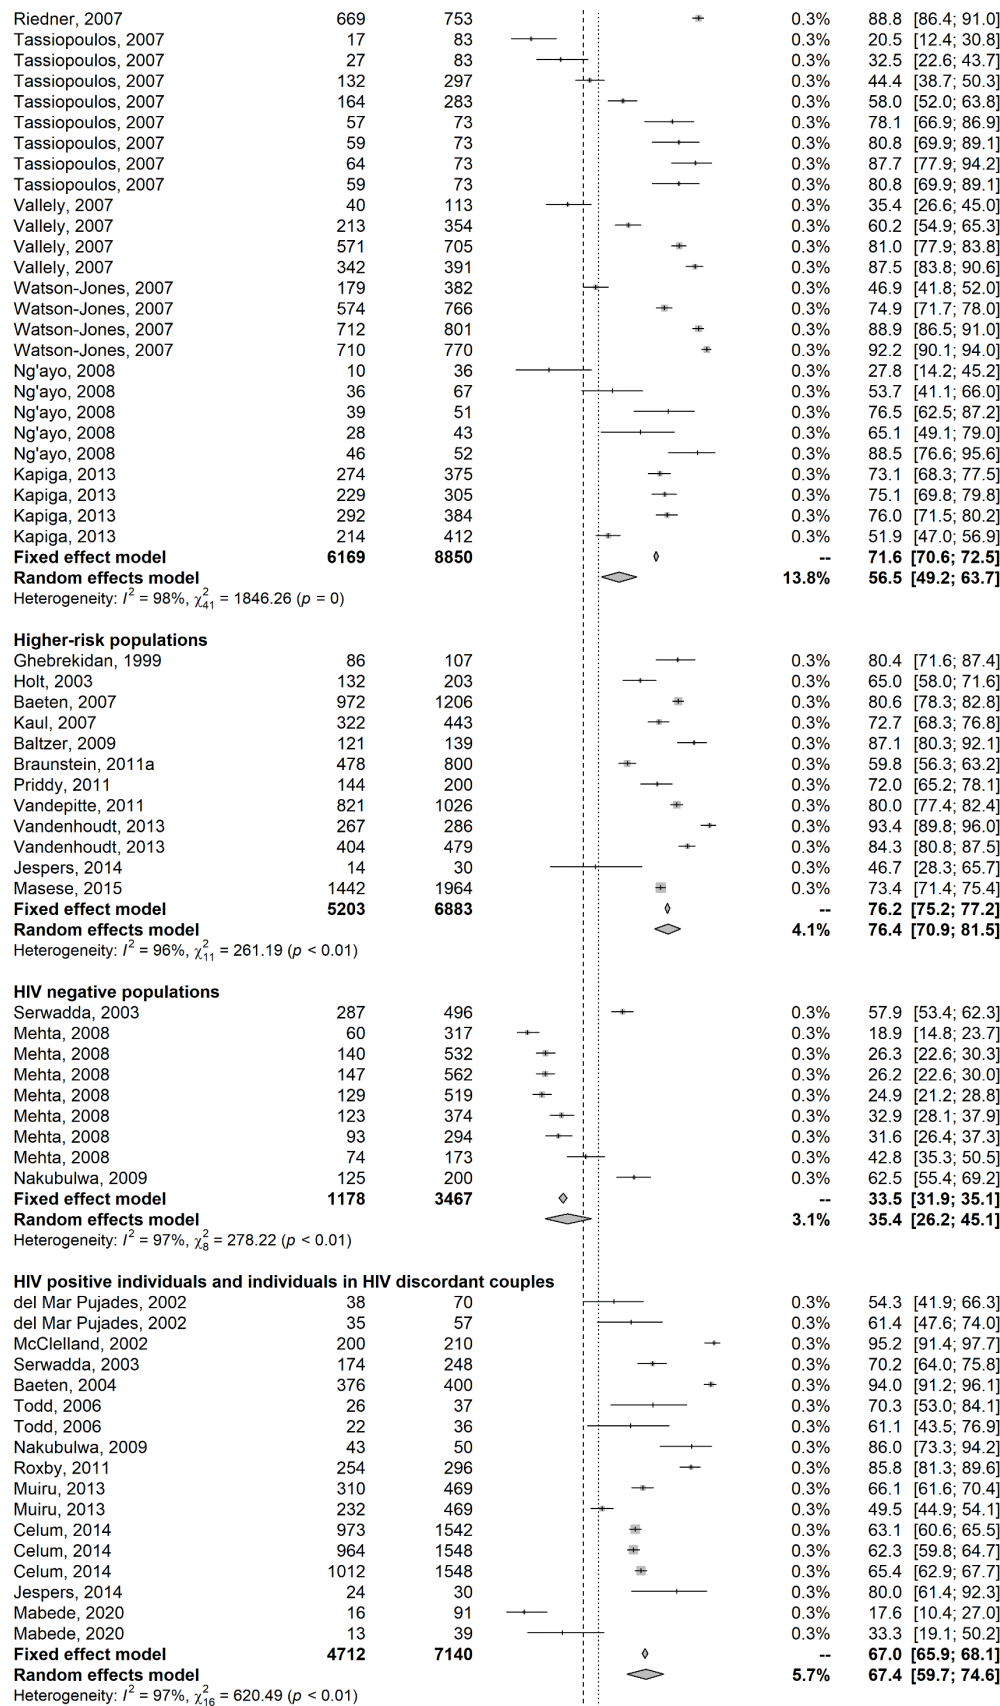 Riedner, 2007 669 753 0.3% 88.8 [86.4; 91.0]
Tassiopoulos, 2007 17 83 0.3% 20.5 [12.4; 30.8]
Tassiopoulos, 2007 27 83 0.3% 32.5 [22.6; 43.7]
Tassiopoulos, 2007 132 297 0.3% 44.4 [38.7; 50.3]
Tassiopoulos, 2007 164 283 0.3% 58.0 [52.0; 63.8]
Tassiopoulos, 2007 57 73 0.3% 78.1 [66.9; 86.9]
Tassiopoulos, 2007 59 73 0.3% 80.8 [69.9; 89.1]
Tassiopoulos, 2007 64 73 0.3% 87.7 [77.9; 94.2]
Tassiopoulos, 2007 59 73 0.3% 80.8 [69.9; 89.1]
Vallely, 2007 40 113 0.3% 35.4 [26.6; 45.0]
Vallely, 2007 213 354 0.3% 60.2 [54.9; 65.3]
Vallely, 2007 571 705 0.3% 81.0 [77.9; 83.8]
Vallely, 2007 342 391 0.3% 87.5 [83.8; 90.6]
Watson-Jones, 2007 179 382 0.3% 46.9 [41.8; 52.0]
Watson-Jones, 2007 574 766 0.3% 74.9 [71.7; 78.0]
Watson-Jones, 2007 712 801 0.3% 88.9 [86.5; 91.0]
Watson-Jones, 2007 710 770 0.3% 92.2 [90.1; 94.0]
Ng'ayo, 2008 10 36 0.3% 27.8 [14.2; 45.2]
Ng'ayo, 2008 36 67 0.3% 53.7 [41.1; 66.0]
Ng'ayo, 2008 39 51 0.3% 76.5 [62.5; 87.2]
Ng'ayo, 2008 28 43 0.3% 65.1 [49.1; 79.0]
Ng'ayo, 2008 46 52 0.3% 88.5 [76.6; 95.6]
Kapiga, 2013 274 375 0.3% 73.1 [68.3; 77.5]
Kapiga, 2013 229 305 0.3% 75.1 [69.8; 79.8]
Kapiga, 2013 292 384 0.3% 76.0 [71.5; 80.2]
Kapiga, 2013 214 412 0.3% 51.9 [47.0; 56.9]
Fixed effect model 6169 8850 -- 71.6 [70.6; 72.5]
Random effects model 13.8% 56.5 [49.2; 63.7]
Heterogeneity: I² = 98%, χ²₄₁ = 1846.26 (p = 0)
Higher-risk populations
Ghebrekidan, 1999 86 107 0.3% 80.4 [71.6; 87.4]
Holt, 2003 132 203 0.3% 65.0 [58.0; 71.6]
Baeten, 2007 972 1206 0.3% 80.6 [78.3; 82.8]
Kaul, 2007 322 443 0.3% 72.7 [68.3; 76.8]
Baltzer, 2009 121 139 0.3% 87.1 [80.3; 92.1]
Braunstein, 2011a 478 800 0.3% 59.8 [56.3; 63.2]
Priddy, 2011 144 200 0.3% 72.0 [65.2; 78.1]
Vandepitte, 2011 821 1026 0.3% 80.0 [77.4; 82.4]
Vandenhoudt, 2013 267 286 0.3% 93.4 [89.8; 96.0]
Vandenhoudt, 2013 404 479 0.3% 84.3 [80.8; 87.5]
Jespers, 2014 14 30 0.3% 46.7 [28.3; 65.7]
Masese, 2015 1442 1964 0.3% 73.4 [71.4; 75.4]
Fixed effect model 5203 6883 -- 76.2 [75.2; 77.2]
Random effects model 4.1% 76.4 [70.9; 81.5]
Heterogeneity: I² = 96%, χ²₁₁ = 261.19 (p < 0.01)
HIV negative populations
Serwadda, 2003 287 496 0.3% 57.9 [53.4; 62.3]
Mehta, 2008 60 317 0.3% 18.9 [14.8; 23.7]
Mehta, 2008 140 532 0.3% 26.3 [22.6; 30.3]
Mehta, 2008 147 562 0.3% 26.2 [22.6; 30.0]
Mehta, 2008 129 519 0.3% 24.9 [21.2; 28.8]
Mehta, 2008 123 374 0.3% 32.9 [28.1; 37.9]
Mehta, 2008 93 294 0.3% 31.6 [26.4; 37.3]
Mehta, 2008 74 173 0.3% 42.8 [35.3; 50.5]
Nakubulwa, 2009 125 200 0.3% 62.5 [55.4; 69.2]
Fixed effect model 1178 3467 -- 33.5 [31.9; 35.1]
Random effects model 3.1% 35.4 [26.2; 45.1]
Heterogeneity: I² = 97%, χ²₈ = 278.22 (p < 0.01)
HIV positive individuals and individuals in HIV discordant couples
del Mar Pujades, 2002 38 70 0.3% 54.3 [41.9; 66.3]
del Mar Pujades, 2002 35 57 0.3% 61.4 [47.6; 74.0]
McClelland, 2002 200 210 0.3% 95.2 [91.4; 97.7]
Serwadda, 2003 174 248 0.3% 70.2 [64.0; 75.8]
Baeten, 2004 376 400 0.3% 94.0 [91.2; 96.1]
Todd, 2006 26 37 0.3% 70.3 [53.0; 84.1]
Todd, 2006 22 36 0.3% 61.1 [43.5; 76.9]
Nakubulwa, 2009 43 50 0.3% 86.0 [73.3; 94.2]
Roxby, 2011 254 296 0.3% 85.8 [81.3; 89.6]
Muiru, 2013 310 469 0.3% 66.1 [61.6; 70.4]
Muiru, 2013 232 469 0.3% 49.5 [44.9; 54.1]
Celum, 2014 973 1542 0.3% 63.1 [60.6; 65.5]
Celum, 2014 964 1548 0.3% 62.3 [59.8; 64.7]
Celum, 2014 1012 1548 0.3% 65.4 [62.9; 67.7]
Jespers, 2014 24 30 0.3% 80.0 [61.4; 92.3]
Mabede, 2020 16 91 0.3% 17.6 [10.4; 27.0]
Mabede, 2020 13 39 0.3% 33.3 [19.1; 50.2]
Fixed effect model 4712 7140 -- 67.0 [65.9; 68.1]
Random effects model 5.7% 67.4 [59.7; 74.6]
Heterogeneity: I² = 97%, χ²₁₆ = 620.49 (p < 0.01)